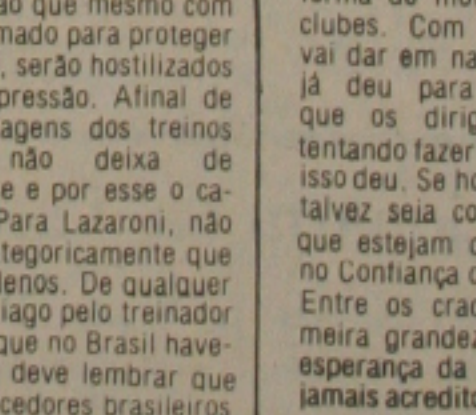 ão que mesmo com
mado para proteger
, serão hostilizados
pressão. Afinal de
agens dos treinos
não deixa de
e e por esse o ca-
Para Lazaroni, não
tegoricamente que
lenos. De qualquer
iago pelo treinador
que no Brasil have-
deve lembrar que
cedores brasileiros
clubes. Com
vai dar em na
já deu para
que os dirig
tentando fazer
isso deu. Se ho
talvez seja co
que estejam
no Confiança
Entre os crac
meira grandez
esperança da
jamais acredit